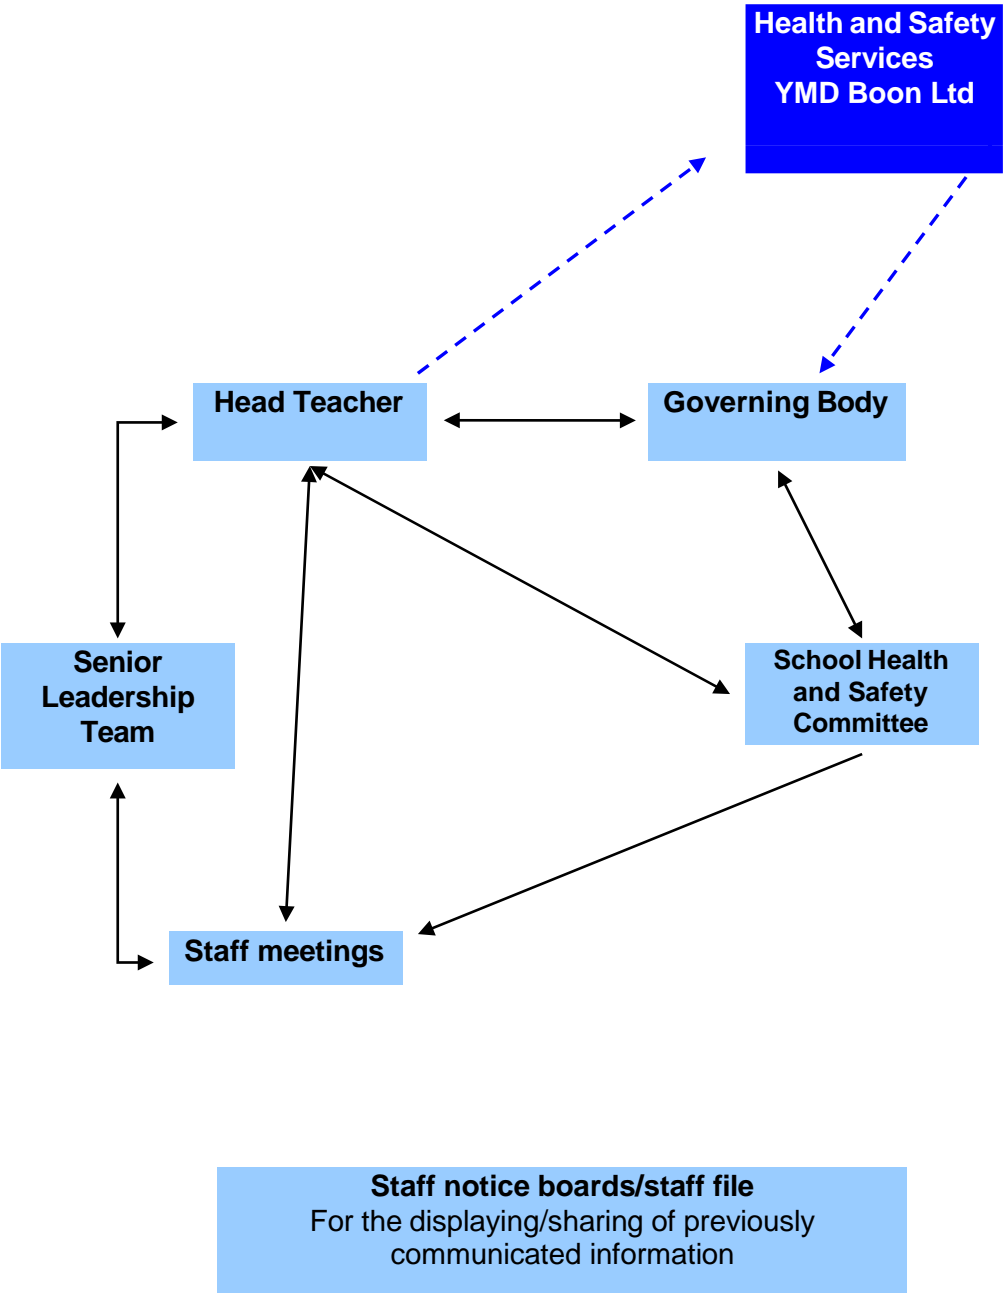 Health and Safety
Services
YMD Boon Ltd
Head Teacher
Governing Body
Senior
Leadership
Team
School Health
and Safety
Committee
Staff meetings
Staff notice boards/staff file
For the displaying/sharing of previously
communicated information